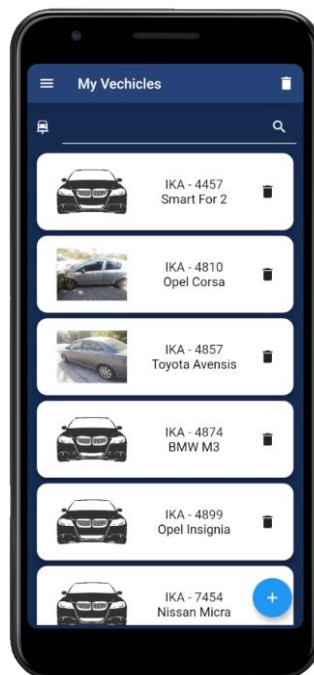 My Vechicles
IKA - 4457
Smart For 2
IKA - 4810
Opel Corsa
IKA - 4857
Toyota Avensis
IKA - 4874
BMW M3
IKA - 4899
Opel Insignia
IKA - 7454
Nissan Micra